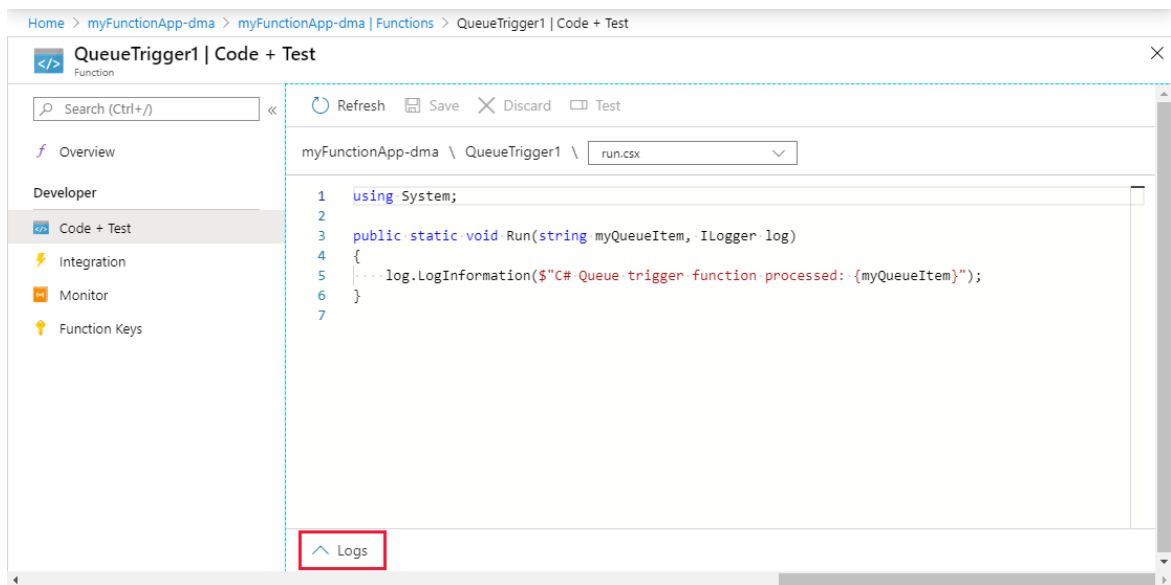 Home > myFunctionApp-dma > myFunctionApp-dma | Functions > QueueTrigger1 | Code + Test
QueueTrigger1 | Code + Test
Function
Search (Ctrl+/)
«
Refresh Save Discard Test
Overview
myFunctionApp-dma \ QueueTrigger1 \ run.csx
Developer
Code + Test
Integration
Monitor
Function Keys
1 using System;
2
3 public static void Run(string myQueueItem, ILogger log)
4 {
5 log.LogInformation($"C# Queue trigger function processed: {myQueueItem}");
6 }
7
Logs